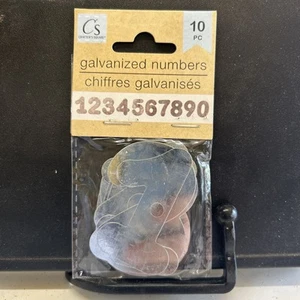 CS
10
PC
galvanized numbers
chiffres galvanisés
1234567890